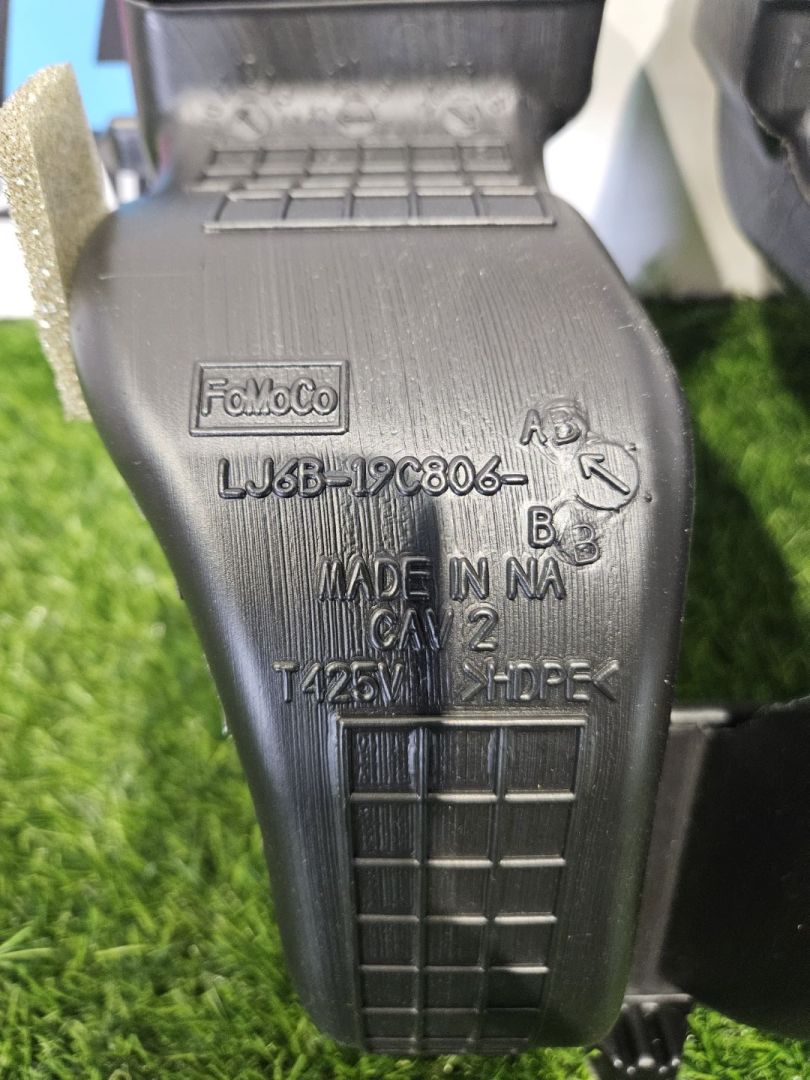 FoMoCo
AB
LJ6B-19C806-
B B
MADE IN NA
CAV 2
T425V >HDPE<